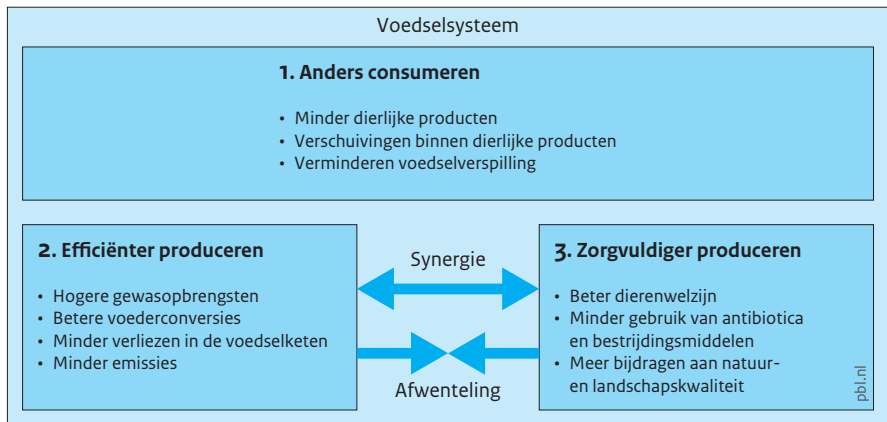 Voedselsysteem
1. Anders consumeren
• Minder dierlijke producten
• Verschuivingen binnen dierlijke producten
• Verminderen voedselverspilling
2. Efficiënter produceren
• Hogere gewasopbrengsten
• Betere voederconversies
• Minder verliezen in de voedselketen
• Minder emissies
Synergie
Afwenteling
3. Zorgvuldiger produceren
• Beter dierenwelzijn
• Minder gebruik van antibiotica
en bestrijdingsmiddelen
• Meer bijdragen aan natuur-
en landschapskwaliteit
pbl.nl